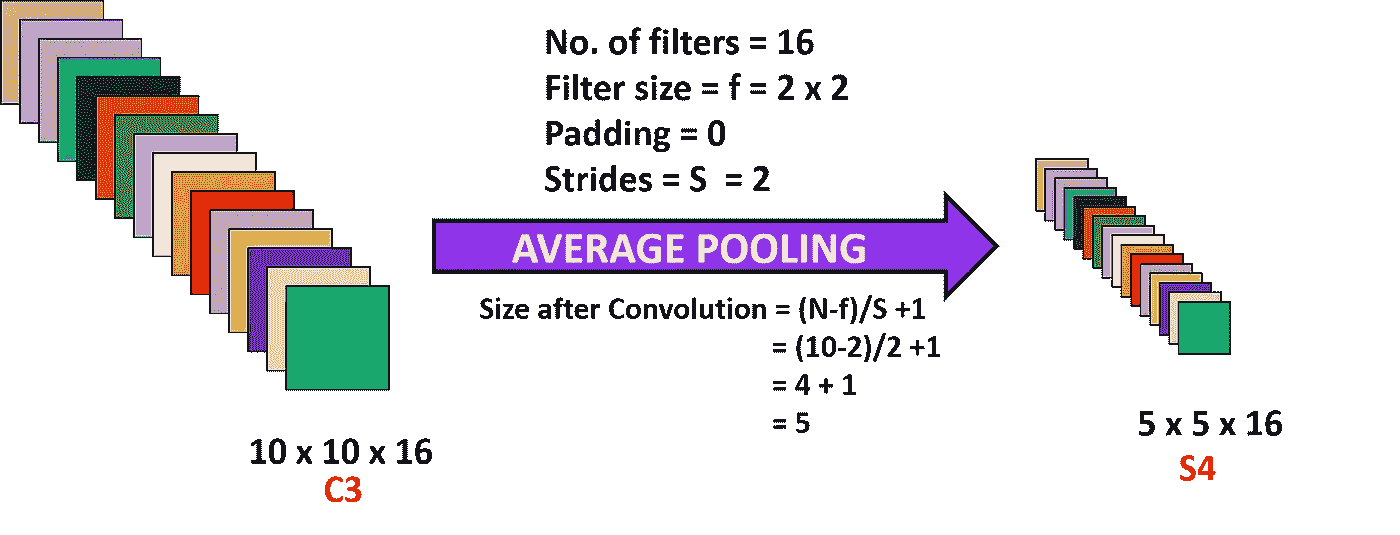 No. of filters = 16
Filter size = f = 2 x 2
Padding = 0
Strides = S = 2
AVERAGE POOLING
Size after Convolution = (N-f)/S +1
= (10-2)/2 +1
= 4 + 1
= 5
10 x 10 x 16
C3
5 x 5 x 16
S4